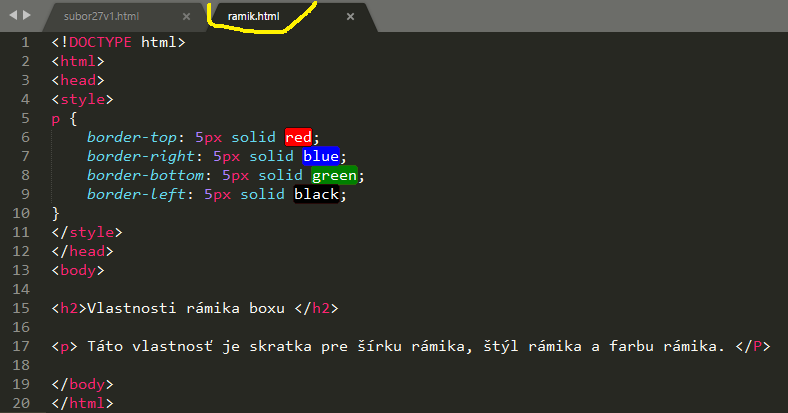 subor27v1.html × ramik.html ×
1 <!DOCTYPE html>
2 <html>
3 <head>
4 <style>
5 p {
6 border-top: 5px solid red;
7 border-right: 5px solid blue;
8 border-bottom: 5px solid green;
9 border-left: 5px solid black;
10 }
11 </style>
12 </head>
13 <body>
14
15 <h2>Vlastnosti rámika boxu </h2>
16
17 <p> Táto vlastnosť je skratka pre šírku rámika, štýl rámika a farbu rámika. </P>
18
19 </body>
20 </html>